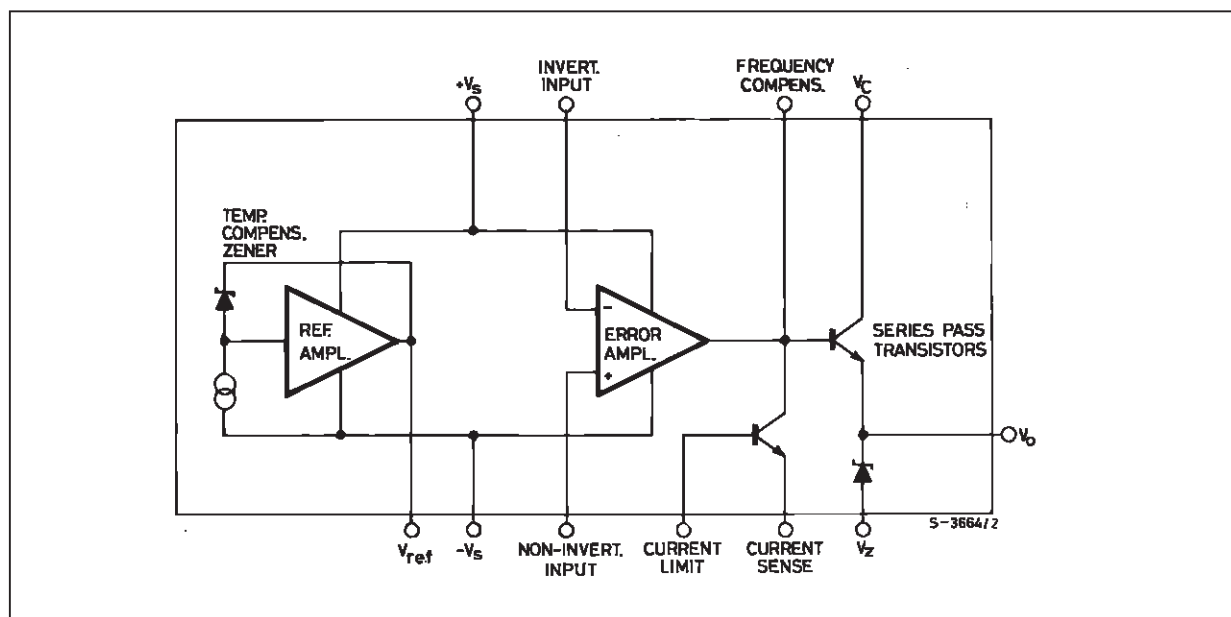 +Vs
INVERT.
INPUT
FREQUENCY
COMPENS.
VC
TEMP.
COMPENS.
ZENER
REF.
AMPL.
-
ERROR
AMPL.
+
SERIES PASS
TRANSISTORS
Vo
S-3664/2
Vref
-Vs
NON-INVERT.
INPUT
CURRENT
LIMIT
CURRENT
SENSE
VZ